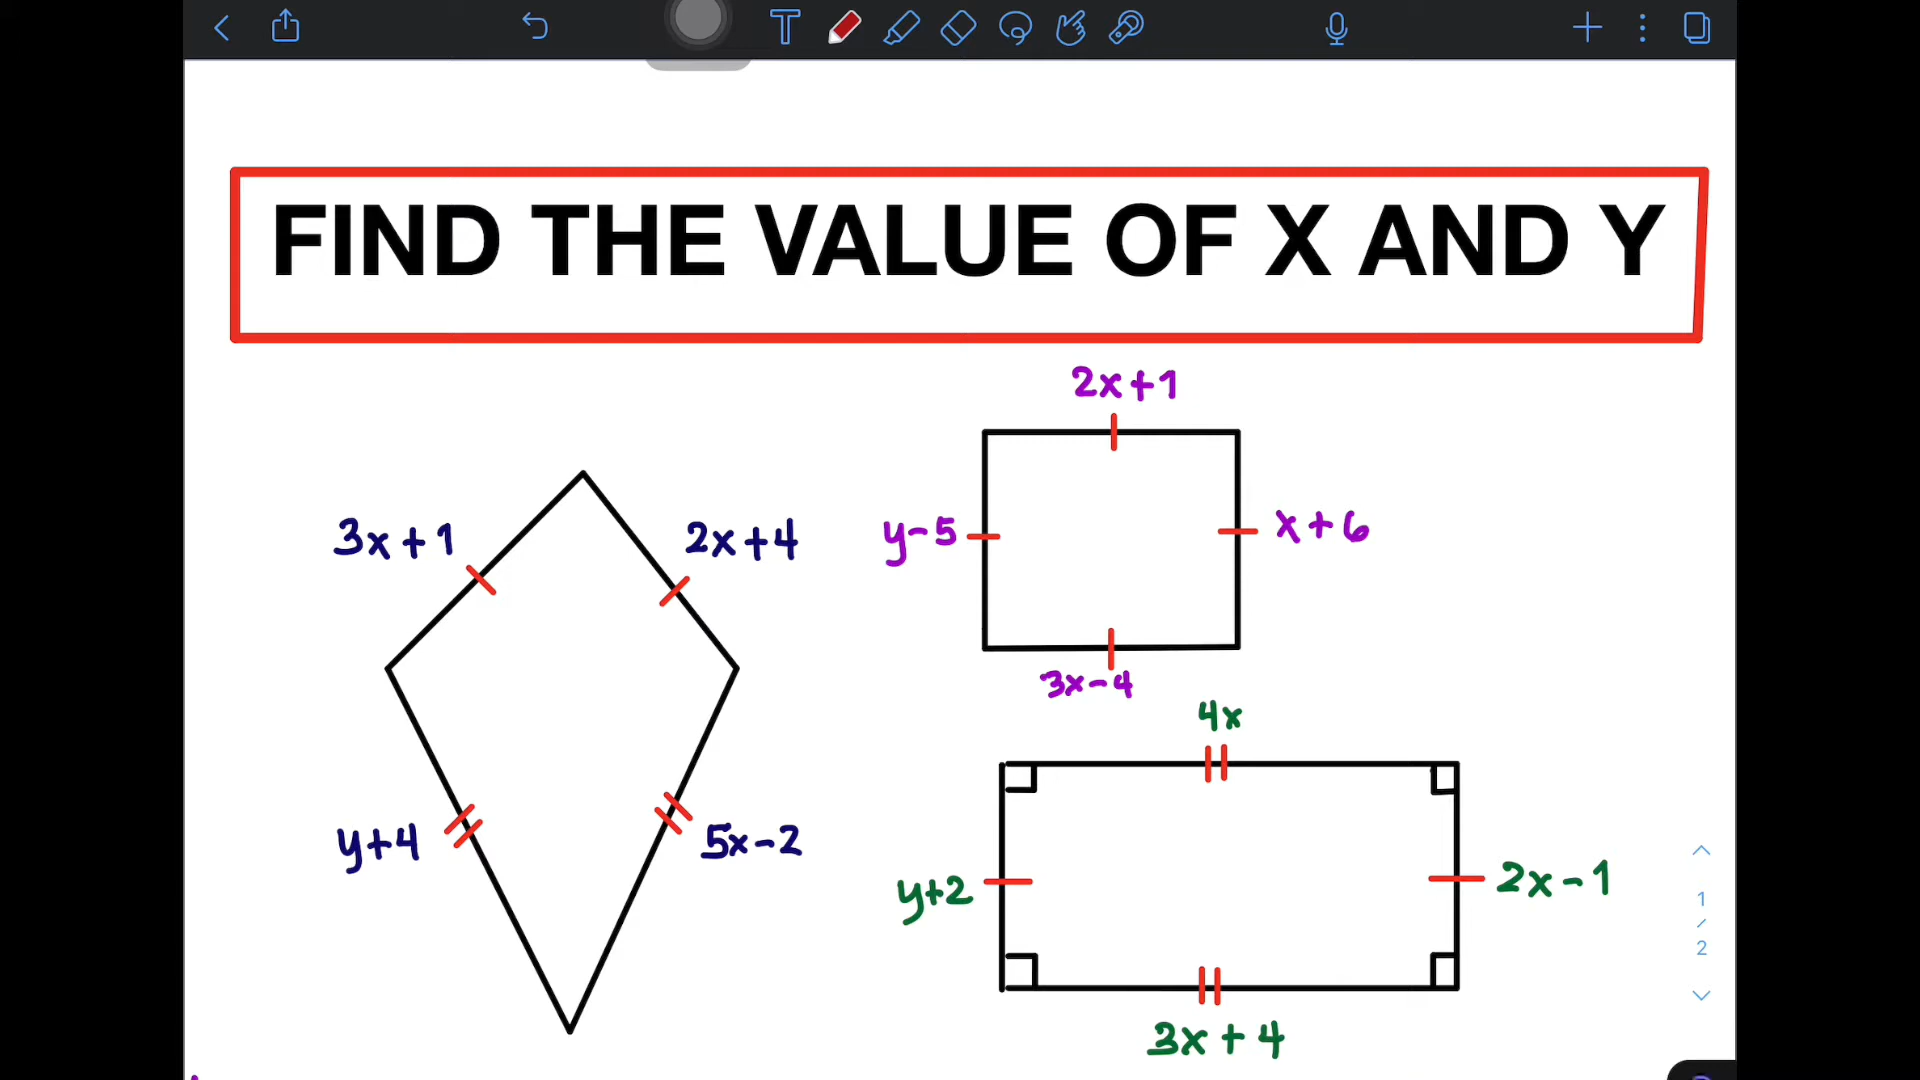 FIND THE VALUE OF X AND Y
2x+1
3x+1
2x+4
y-5
x+6
3x-4
4x
y+4
5x-2
y+2
2x-1
1
/
2
3x+4